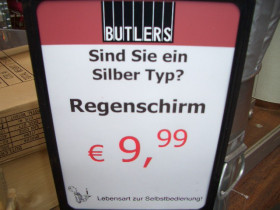 BUTLERS
Sind Sie ein
Silber Typ?
Regenschirm
€ 9,99
Lebensart zur Selbstbedienung!